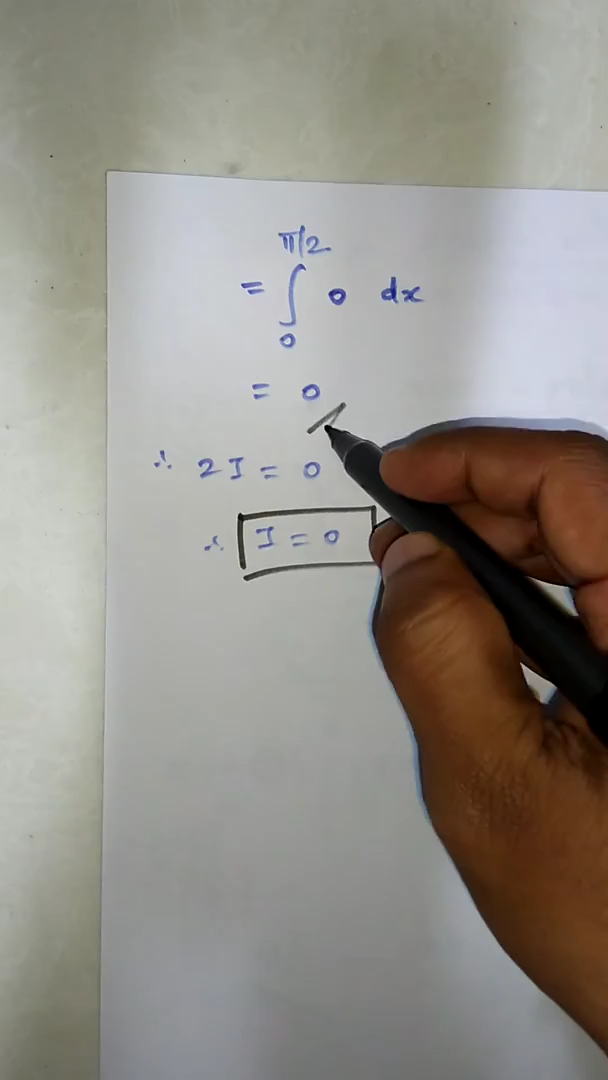 = ∫₀^{π/2} 0 dx
= 0
∴ 2I = 0
∴ I = 0